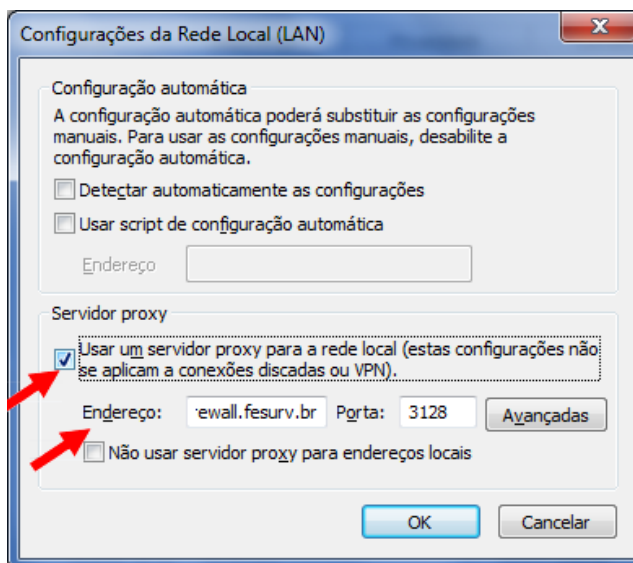 Configurações da Rede Local (LAN)
Configuração automática
A configuração automática poderá substituir as configurações
manuais. Para usar as configurações manuais, desabilite a
configuração automática.
Detectar automaticamente as configurações
Usar script de configuração automática
Endereço
Servidor proxy
Usar um servidor proxy para a rede local (estas configurações não
se aplicam a conexões discadas ou VPN).
Endereço: ewall.fesurv.br Porta: 3128 Avançadas
Não usar servidor proxy para endereços locais
OK Cancelar